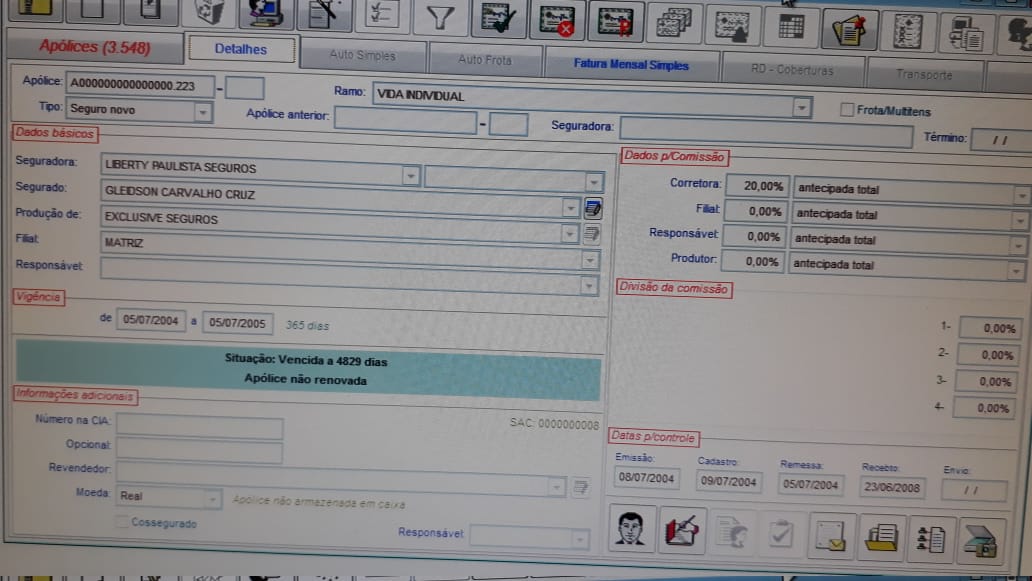 Apólices (3.548)
Detalhes
Auto Simples
Auto Frota
Fatura Mensal Simples
RD - Coberturas
Transporte
Apólice: A000000000000000.223 -
Ramo: VIDA INDIVIDUAL
Frota/Multitens
Tipo: Seguro novo
Apólice anterior: -
Seguradora:
Término: / /
Dados básicos
Seguradora: LIBERTY PAULISTA SEGUROS
Segurado: GLEIDSON CARVALHO CRUZ
Produção de: EXCLUSIVE SEGUROS
Filial: MATRIZ
Responsável:
Dados p/Comissão
Corretora: 20,00% antecipada total
Filial: 0,00% antecipada total
Responsável: 0,00% antecipada total
Produtor: 0,00% antecipada total
Divisão da comissão
1- 0,00%
2- 0,00%
3- 0,00%
4- 0,00%
Vigência
de 05/07/2004 a 05/07/2005 365 dias
Situação: Vencida a 4829 dias
Apólice não renovada
Informações adicionais
Número na CIA:
SAC: 0000000008
Opcional:
Revendedor:
Moeda: Real
Apólice não armazenada em caixa
Cossegurado
Responsável:
Datas p/controle
Emissão: Cadastro: Remessa: Recebto: Envio:
08/07/2004 09/07/2004 05/07/2004 23/06/2008 / /